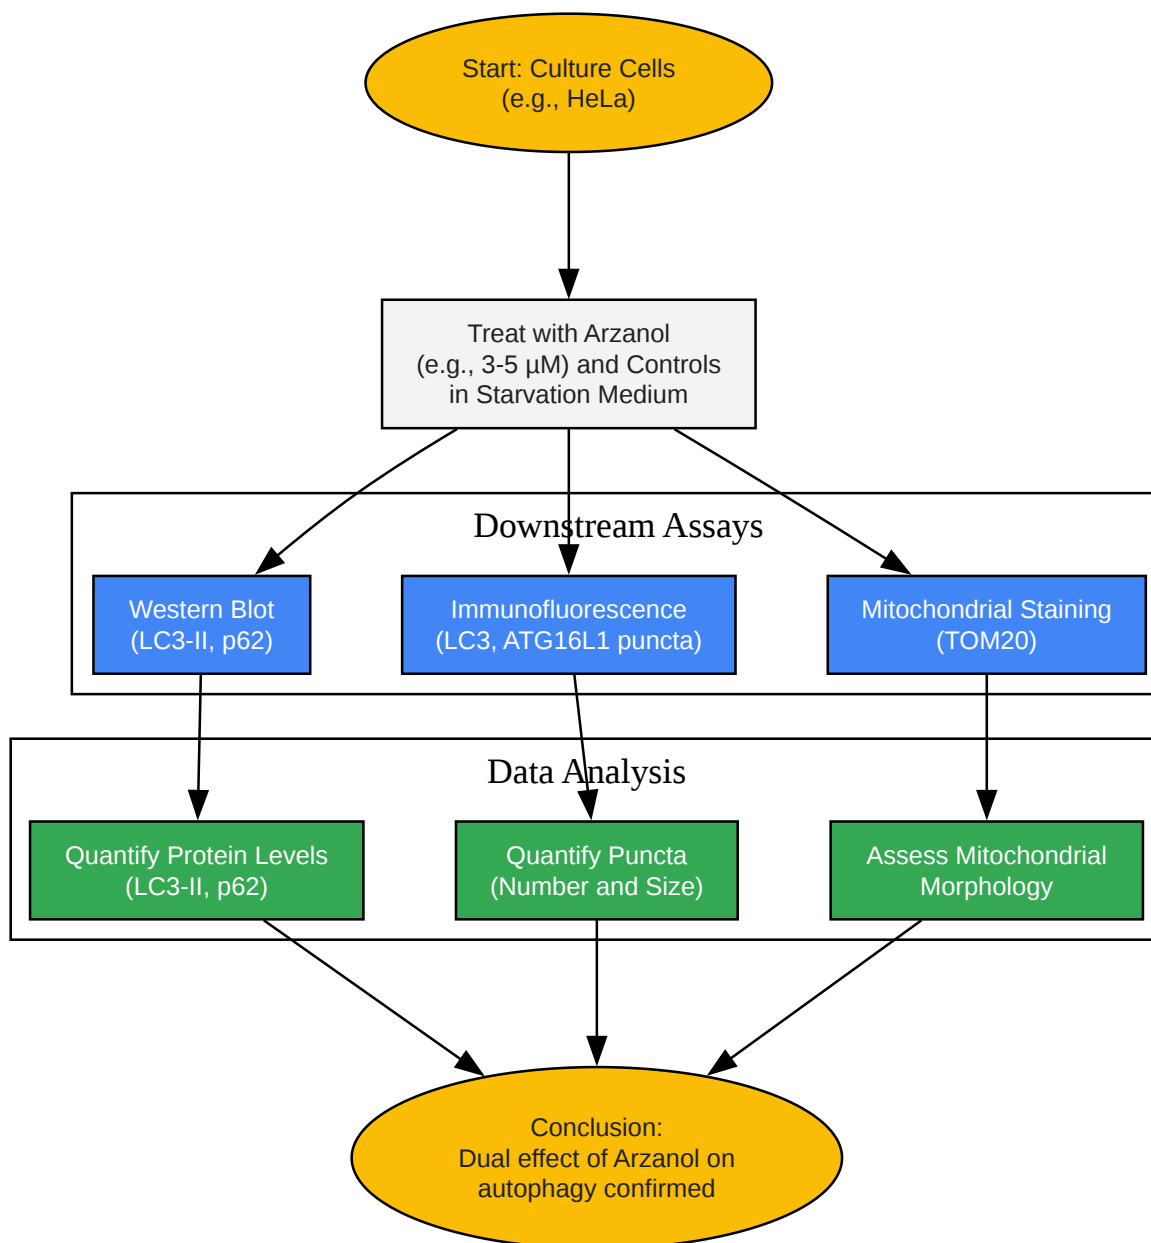 Start: Culture Cells
(e.g., HeLa)
Treat with Arzanol
(e.g., 3-5 µM) and Controls
in Starvation Medium
Downstream Assays
Western Blot
(LC3-II, p62)
Immunofluorescence
(LC3, ATG16L1 puncta)
Mitochondrial Staining
(TOM20)
Data Analysis
Quantify Protein Levels
(LC3-II, p62)
Quantify Puncta
(Number and Size)
Assess Mitochondrial
Morphology
Conclusion:
Dual effect of Arzanol on
autophagy confirmed